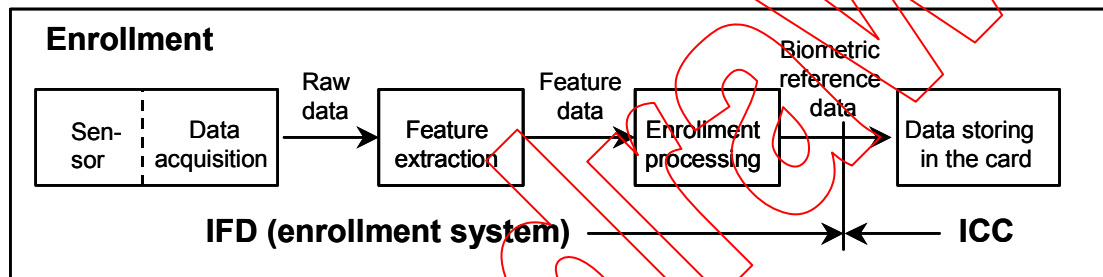 Enrollment
Raw
data
Feature
data
Biometric
reference
data
Sen-
sor
Data
acquisition
Feature
extraction
Enrollment
processing
Data storing
in the card
IFD (enrollment system)
ICC